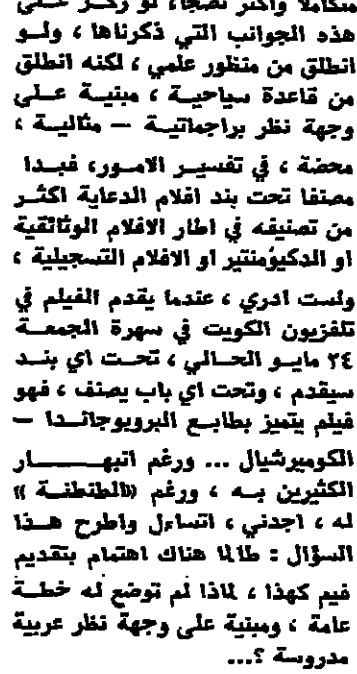 متكاملا واكثر نضجا، لو ركز على
هذه الجوانب التي ذكرناها ، ولو
انطلق من منظور علمي ، لكنه انطلق
من قاعدة سياحية ، مبنية على
وجهة نظر براجماتية — مثالية ،
محضة ، في تفسير الامور، فبدا
مصنفا تحت بند افلام الدعاية اكثر
من تصنيفه في اطار الافلام الوثائقية
او الدكيؤمنتير او الافلام التسجيلية ،
ولست ادري ، عندما يقدم الفيلم في
تلفزيون الكويت في سهرة الجمعة
٢٤ مايو الحالي ، تحت اي بند
سيقدم ، وتحت اي باب يصنف ، فهو
فيلم يتميز بطابع البروبوجاندا —
الكوميرشيال ... ورغم اتبهار
الكثيرين به ، ورغم «الطنطنة »
له ، اجدني ، اتساءل واطرح هذا
السؤال : طالما هناك اهتمام بتقديم
فيم كهذا ، لماذا لم توضع له خطة
عامة ، ومبنية على وجهة نظر عربية
مدروسة ؟...